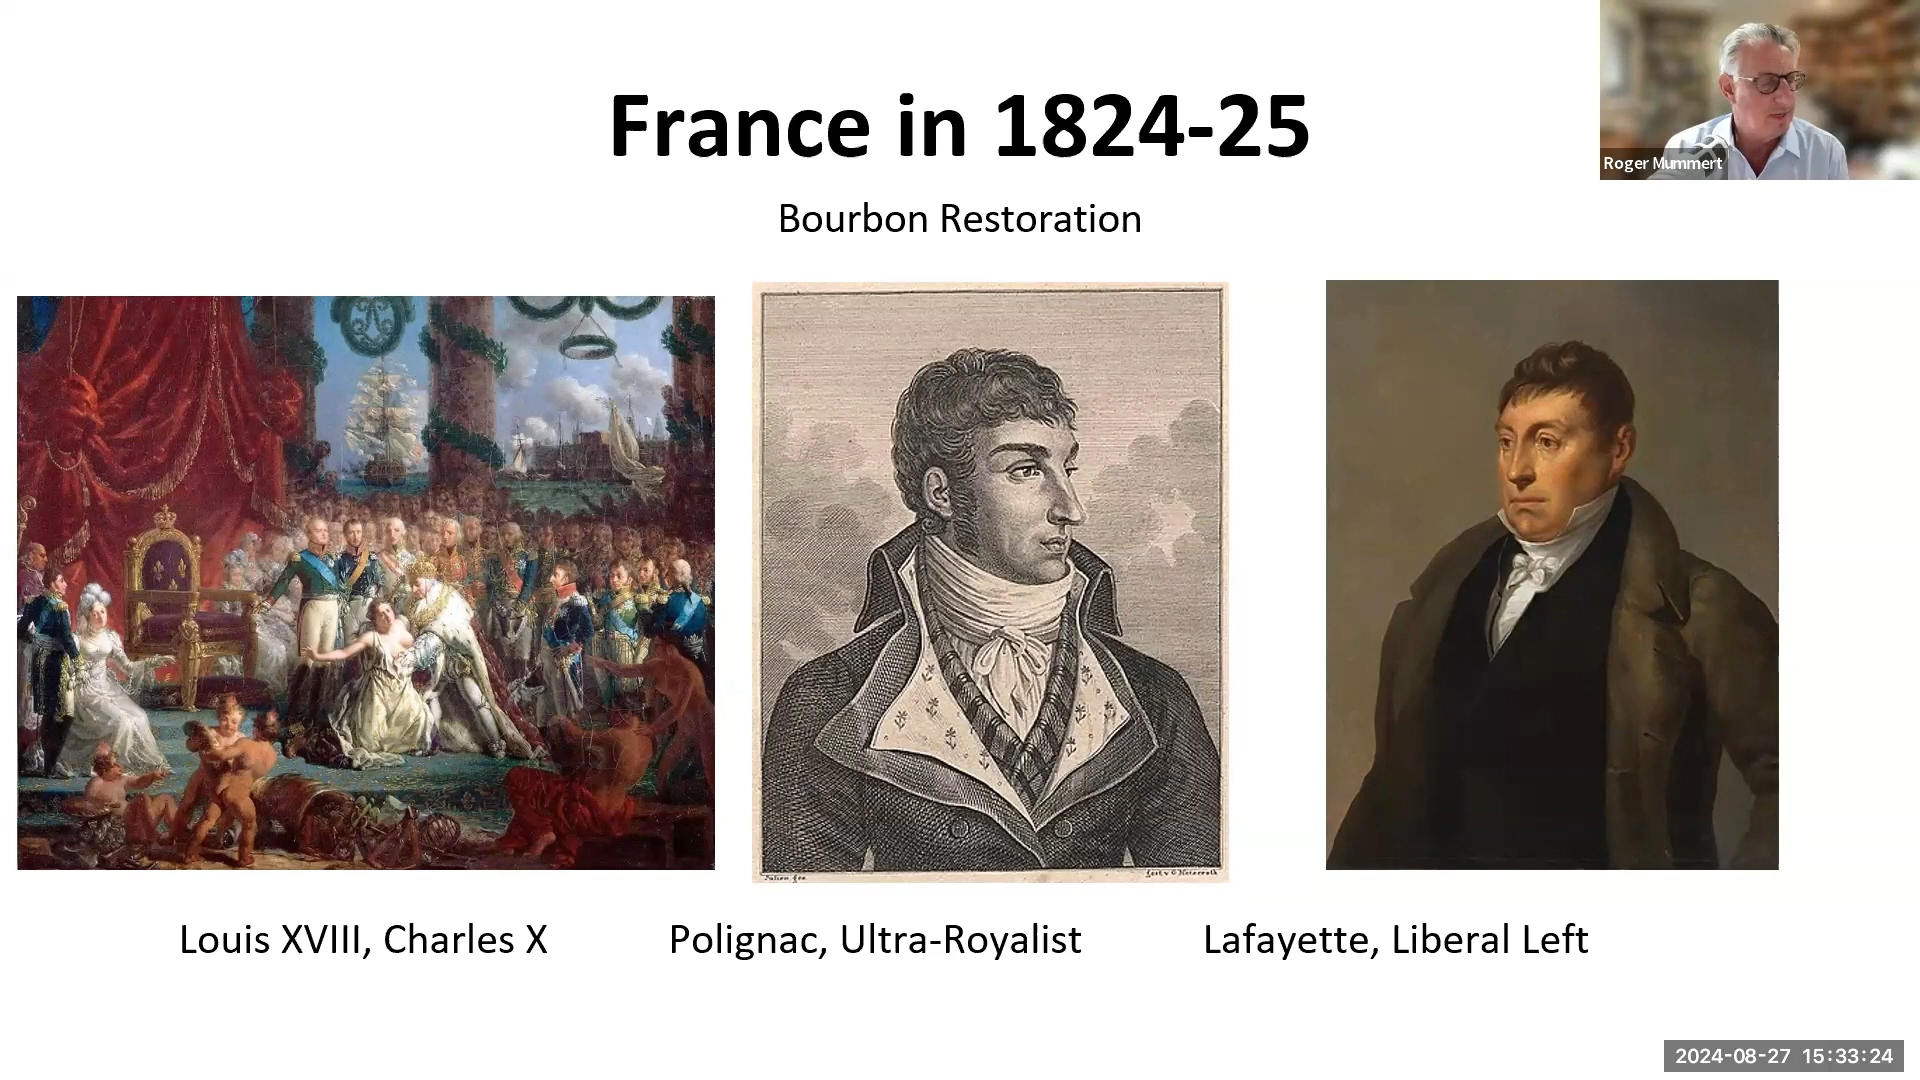 France in 1824-25
Roger Mummert
Bourbon Restoration
Louis XVIII, Charles X
Polignac, Ultra-Royalist
Lafayette, Liberal Left
2024-08-27 15:33:24